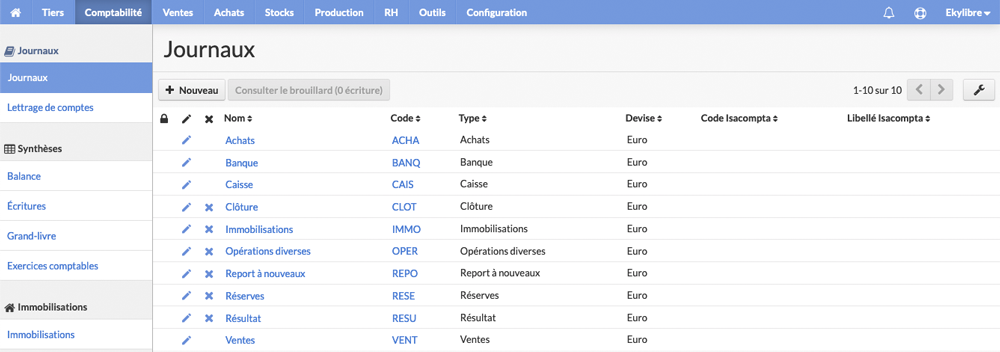 Tiers Comptabilité Ventes Achats Stocks Production RH Outils Configuration Ekylibre
Journaux
Journaux
Lettrage de comptes
Synthèses
Balance
Écritures
Grand-livre
Exercices comptables
Immobilisations
Immobilisations
Journaux
Nouveau Consulter le brouillard (0 écriture) 1-10 sur 10
Nom Code Type Devise Code Isacompta Libellé Isacompta
Achats ACHA Achats Euro
Banque BANQ Banque Euro
Caisse CAIS Caisse Euro
Clôture CLOT Clôture Euro
Immobilisations IMMO Immobilisations Euro
Opérations diverses OPER Opérations diverses Euro
Report à nouveaux REPO Report à nouveaux Euro
Réserves RESE Réserves Euro
Résultat RESU Résultat Euro
Ventes VENT Ventes Euro